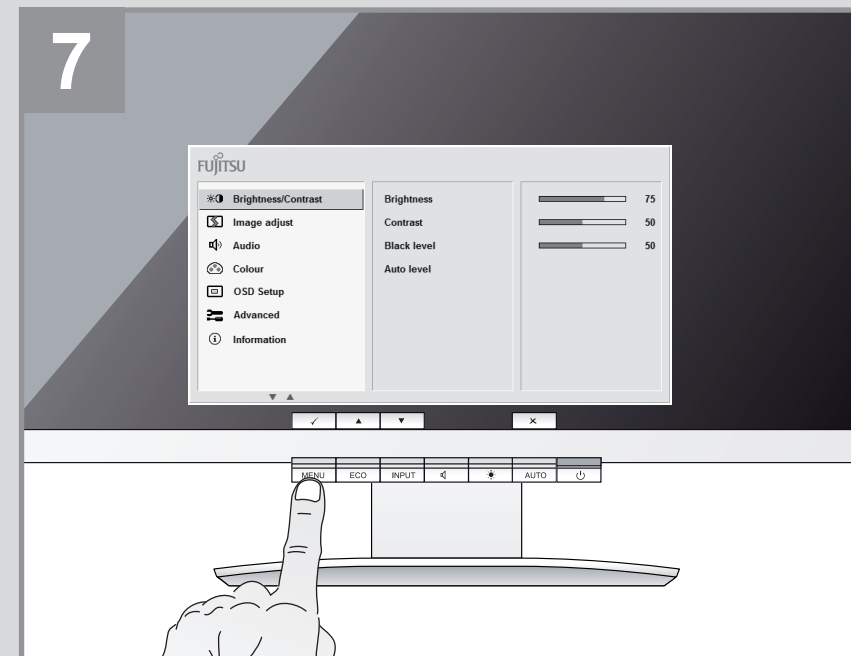 7
FUJITSU
Brightness/Contrast Brightness 75
Image adjust Contrast 50
Audio Black level 50
Colour Auto level
OSD Setup
Advanced
Information
MENU ECO INPUT AUTO